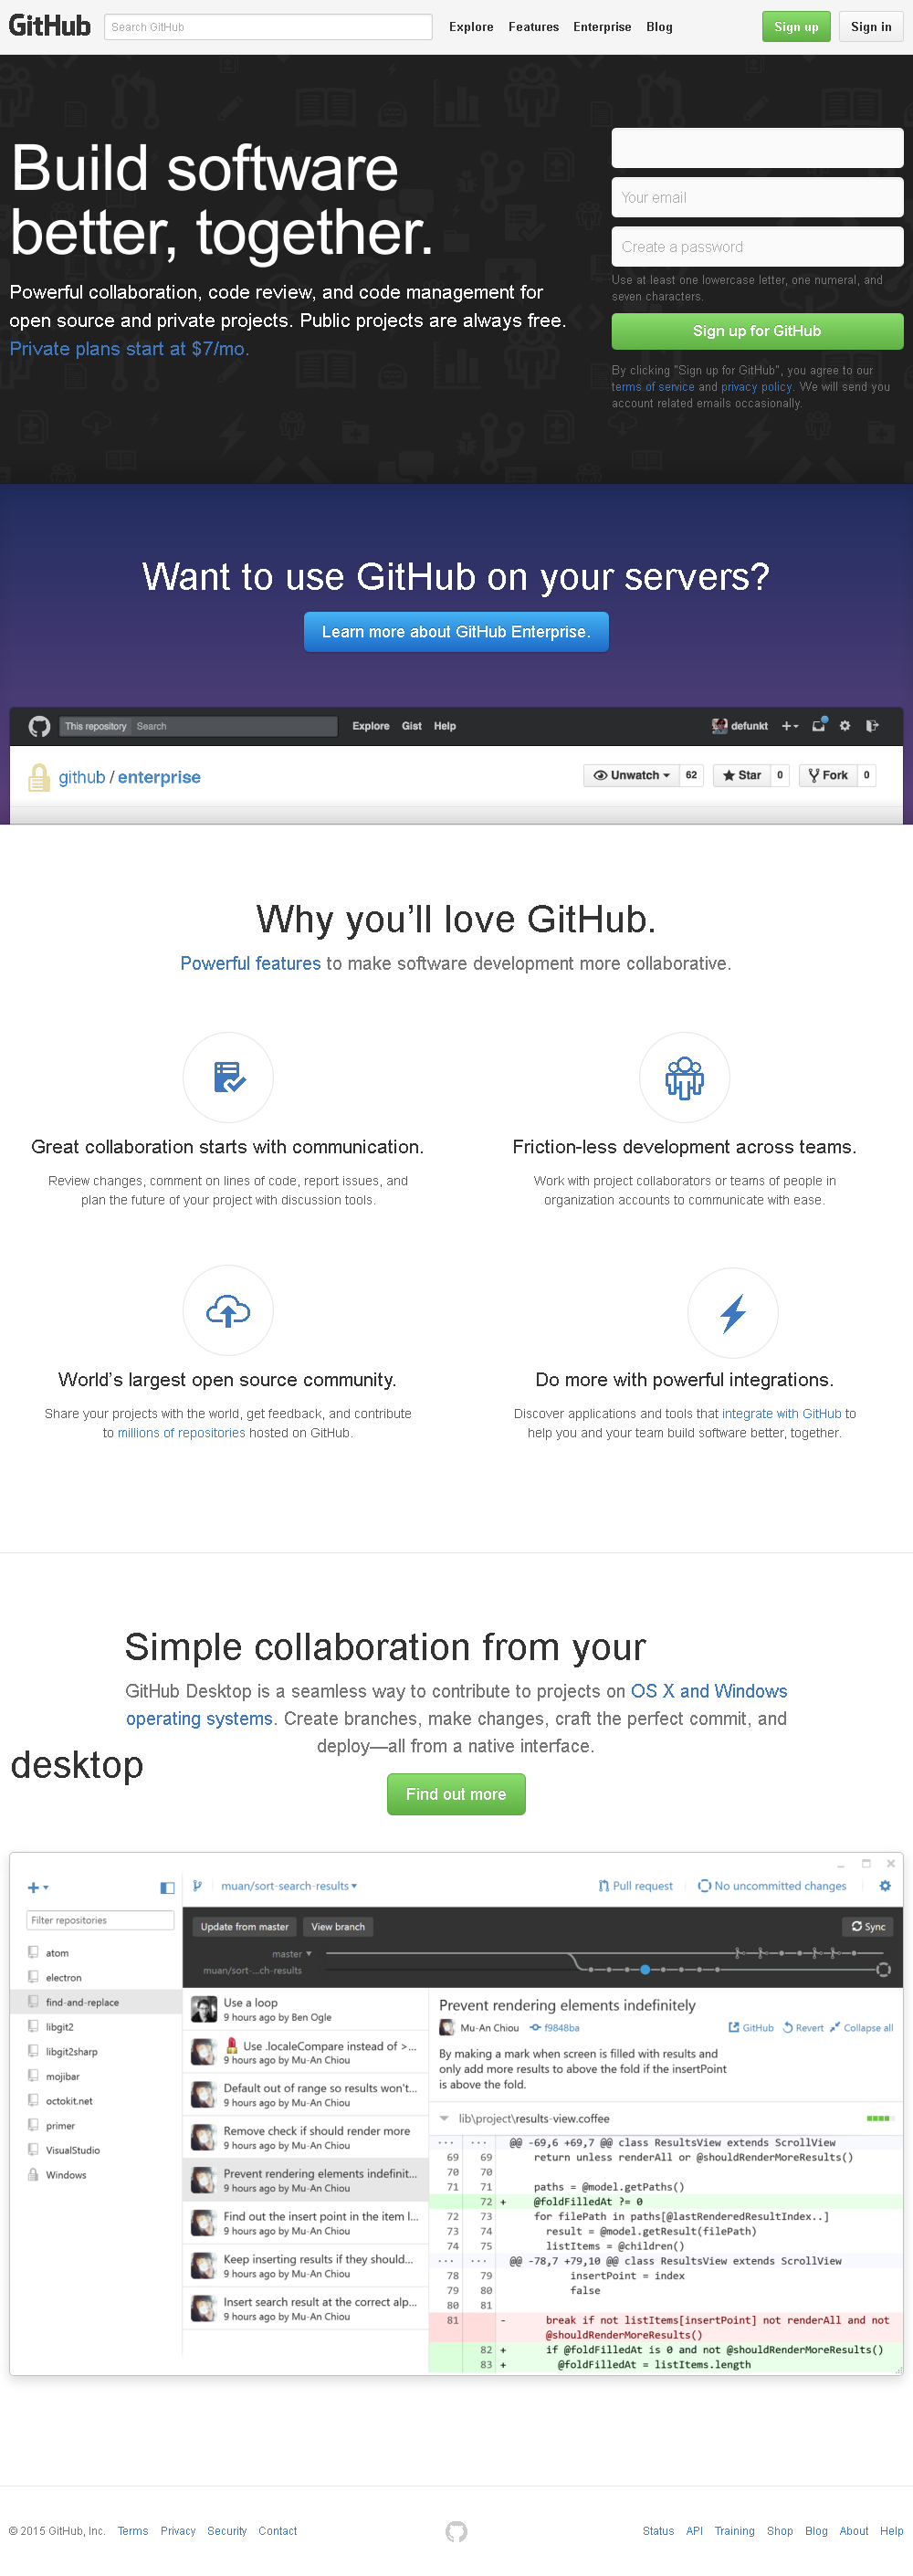 GitHub
Search GitHub
Explore Features Enterprise Blog
Sign up Sign in
Build software
better, together.
Powerful collaboration, code review, and code management for
open source and private projects. Public projects are always free.
Private plans start at $7/mo.
Your email
Create a password
Use at least one lowercase letter, one numeral, and
seven characters.
Sign up for GitHub
By clicking "Sign up for GitHub", you agree to our
terms of service and privacy policy. We will send you
account related emails occasionally.
Want to use GitHub on your servers?
Learn more about GitHub Enterprise.
This repository Search Explore Gist Help defunkt
github / enterprise Unwatch 62 Star 0 Fork 0
Why you’ll love GitHub.
Powerful features to make software development more collaborative.
Great collaboration starts with communication.
Review changes, comment on lines of code, report issues, and
plan the future of your project with discussion tools.
Friction-less development across teams.
Work with project collaborators or teams of people in
organization accounts to communicate with ease.
World’s largest open source community.
Share your projects with the world, get feedback, and contribute
to millions of repositories hosted on GitHub.
Do more with powerful integrations.
Discover applications and tools that integrate with GitHub to
help you and your team build software better, together.
Simple collaboration from your
desktop
GitHub Desktop is a seamless way to contribute to projects on OS X and Windows
operating systems. Create branches, make changes, craft the perfect commit, and
deploy—all from a native interface.
Find out more
muan/sort-search-results Pull request No uncommitted changes
Filter repositories
atom
electron
find-and-replace
libgit2
libgit2sharp
mojibar
octokit.net
primer
VisualStudio
Windows
Update from master View branch Sync
master
muan/sort-...ch-results
Use a loop
9 hours ago by Ben Ogle
Use .localeCompare instead of >...
9 hours ago by Mu-An Chiou
Default out of range so results won't...
9 hours ago by Mu-An Chiou
Remove check if should render more
9 hours ago by Mu-An Chiou
Prevent rendering elements indefinit...
9 hours ago by Mu-An Chiou
Find out the insert point in the item l...
9 hours ago by Mu-An Chiou
Keep inserting results if they should...
9 hours ago by Mu-An Chiou
Insert search result at the correct alp...
9 hours ago by Mu-An Chiou
Prevent rendering elements indefinitely
Mu-An Chiou f9848ba GitHub Revert Collapse all
By making a mark when screen is filled with results and
only add more results to above the fold if the insertPoint
is above the fold.
lib\project\results-view.coffee
... ... @@ -69,6 +69,7 @@ class ResultsView extends ScrollView
69 69 return unless renderAll or @shouldRenderMoreResults()
70 70
71 71 paths = @model.getPaths()
72 + @foldFilledAt ?= 0
72 73 for filePath in paths[@lastRenderedResultIndex..]
73 74 result = @model.getResult(filePath)
74 75 listItems = @children()
... ... @@ -78,7 +79,10 @@ class ResultsView extends ScrollView
78 79 insertPoint = index
79 80 false
80 81
81 - break if not listItems[insertPoint] not renderAll and not
@shouldRenderMoreResults()
82 + if @foldFilledAt is 0 and not @shouldRenderMoreResults()
83 + @foldFilledAt = listItems.length
© 2015 GitHub, Inc. Terms Privacy Security Contact
Status API Training Shop Blog About Help